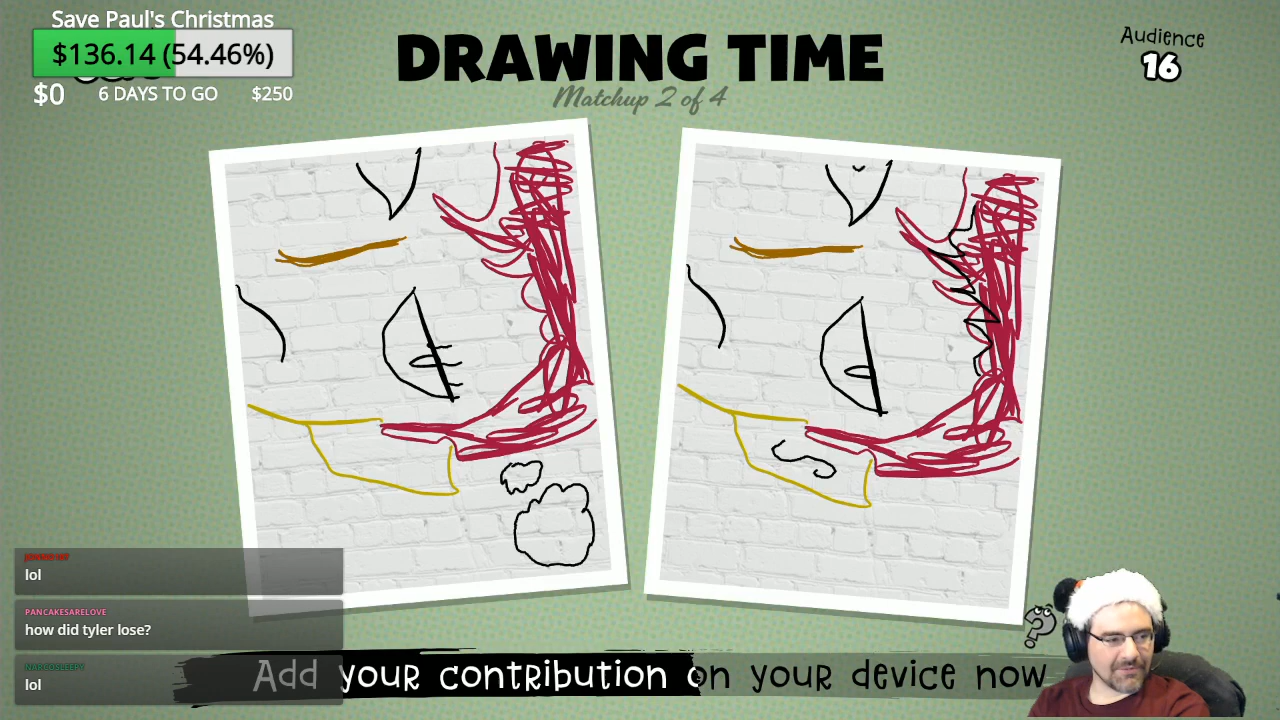 Save Paul's Christmas
$136.14 (54.46%)
$0 6 DAYS TO GO $250
DRAWING TIME
Matchup 2 of 4
Audience
16
lol
PANCAKESARELOVE
how did tyler lose?
NARCOSLEEPY
lol
Add your contribution on your device now
?